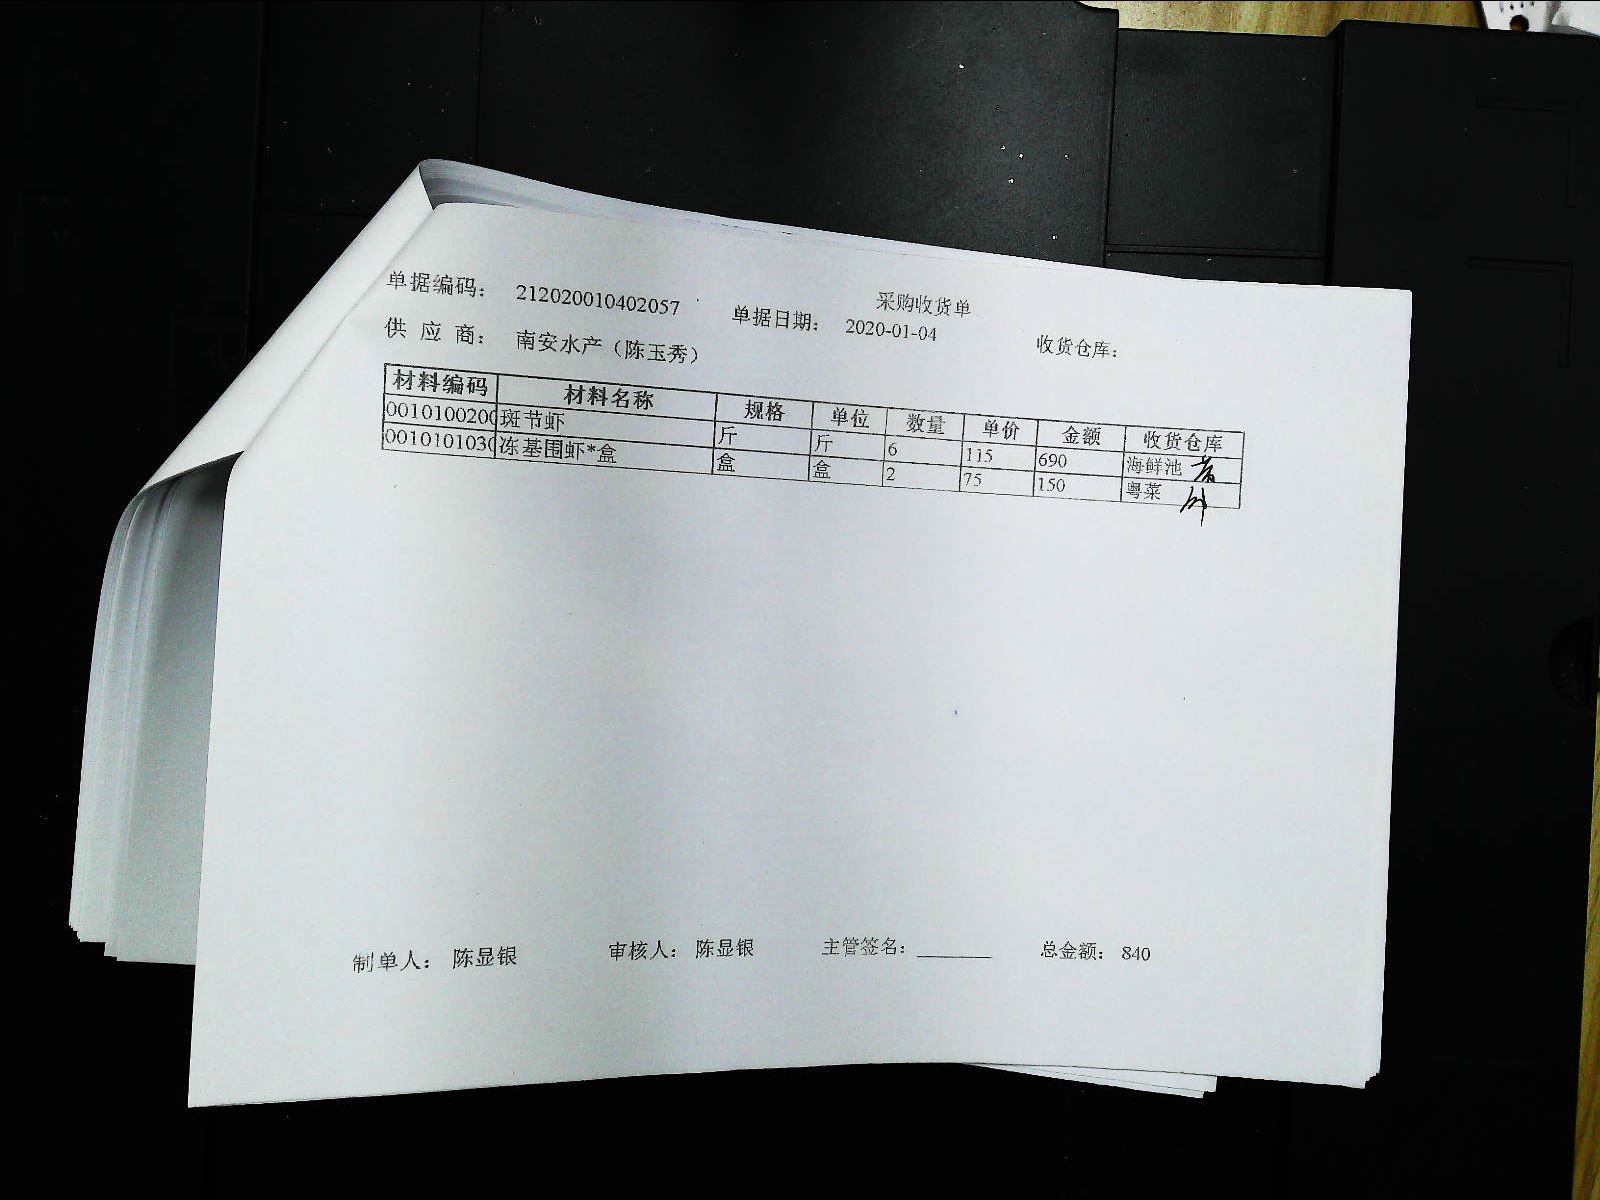 采购收货单
单据编码： 212020010402057 单据日期： 2020-01-04 收货仓库：
供 应 商： 南安水产（陈玉秀）
材料编码 材料名称 规格 单位 数量 单价 金额 收货仓库
0010100200 斑节虾 斤 斤 6 115 690 海鲜池
0010101030 冻基围虾*盒 盒 盒 2 75 150 粤菜
制单人： 陈显银 审核人： 陈显银 主管签名： 总金额： 840